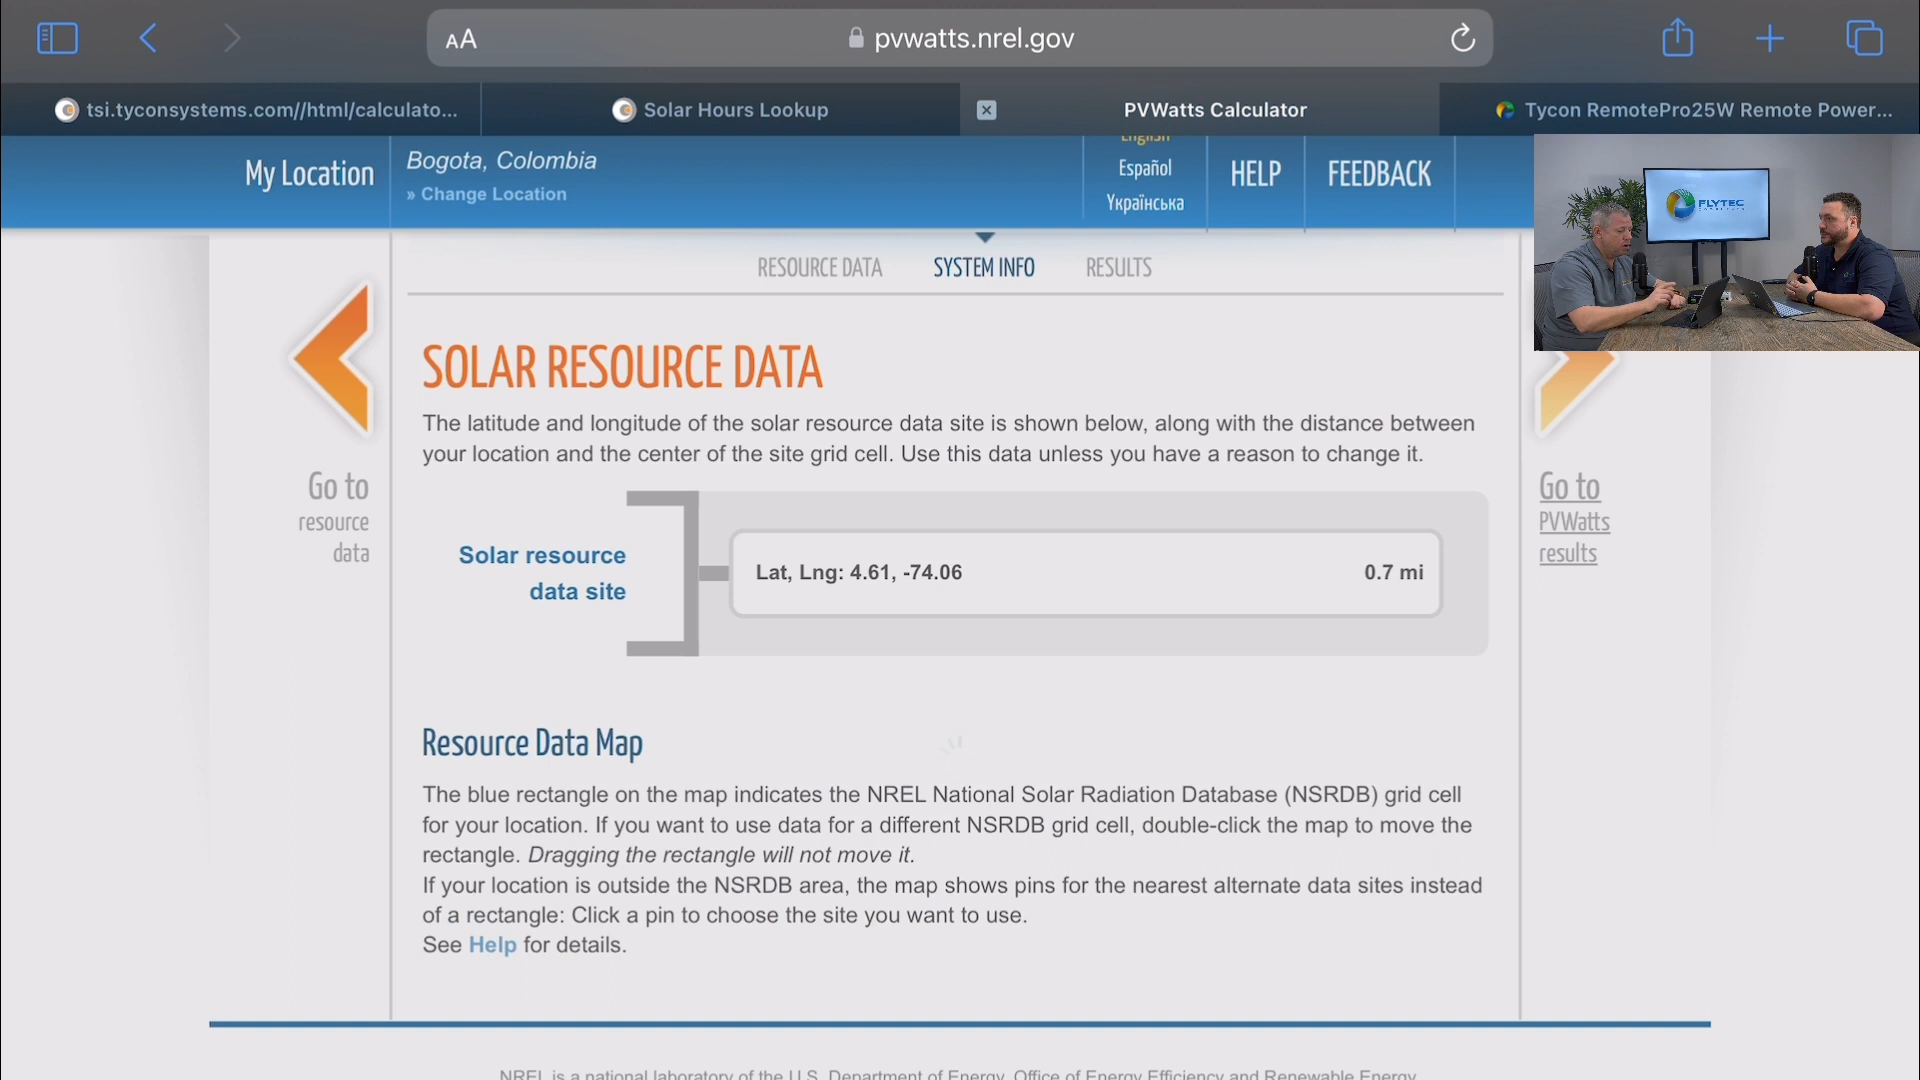 AA
pvwatts.nrel.gov
tsi.tyconsystems.com//html/calculato...
Solar Hours Lookup
PVWatts Calculator
Tycon RemotePro25W Remote Power...
My Location
Bogota, Colombia
» Change Location
English
Español
Українська
HELP
FEEDBACK
FLYTEC
RESOURCE DATA
SYSTEM INFO
RESULTS
SOLAR RESOURCE DATA
The latitude and longitude of the solar resource data site is shown below, along with the distance between
your location and the center of the site grid cell. Use this data unless you have a reason to change it.
Go to
resource
data
Solar resource
data site
Lat, Lng: 4.61, -74.06
0.7 mi
Go to
PVWatts
results
Resource Data Map
The blue rectangle on the map indicates the NREL National Solar Radiation Database (NSRDB) grid cell
for your location. If you want to use data for a different NSRDB grid cell, double-click the map to move the
rectangle. Dragging the rectangle will not move it.
If your location is outside the NSRDB area, the map shows pins for the nearest alternate data sites instead
of a rectangle: Click a pin to choose the site you want to use.
See Help for details.
NREL is a national laboratory of the U.S. Department of Energy, Office of Energy Efficiency and Renewable Energy